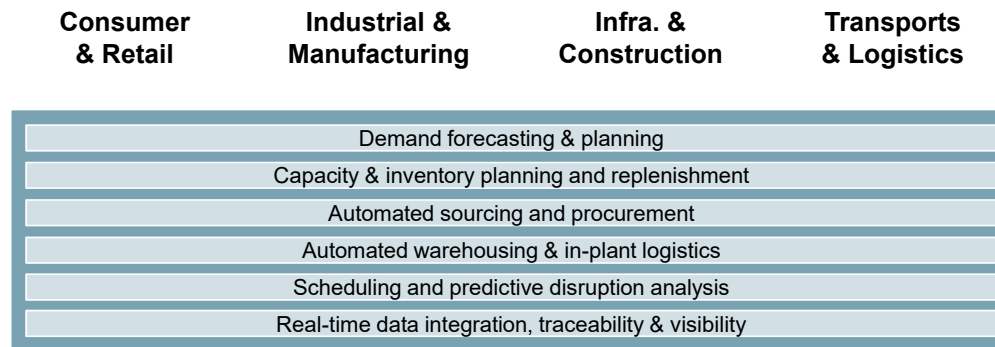 Consumer
& Retail
Industrial &
Manufacturing
Infra. &
Construction
Transports
& Logistics
Demand forecasting & planning
Capacity & inventory planning and replenishment
Automated sourcing and procurement
Automated warehousing & in-plant logistics
Scheduling and predictive disruption analysis
Real-time data integration, traceability & visibility